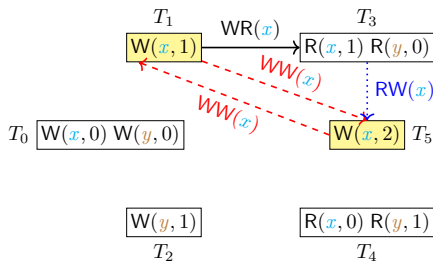 T₁ T₃
W(x, 1) WR(x) R(x, 1) R(y, 0)
WW(x) RW(x)
WW(x)
T₀ W(x, 0) W(y, 0) W(x, 2) T₅
W(y, 1) R(x, 0) R(y, 1)
T₂ T₄